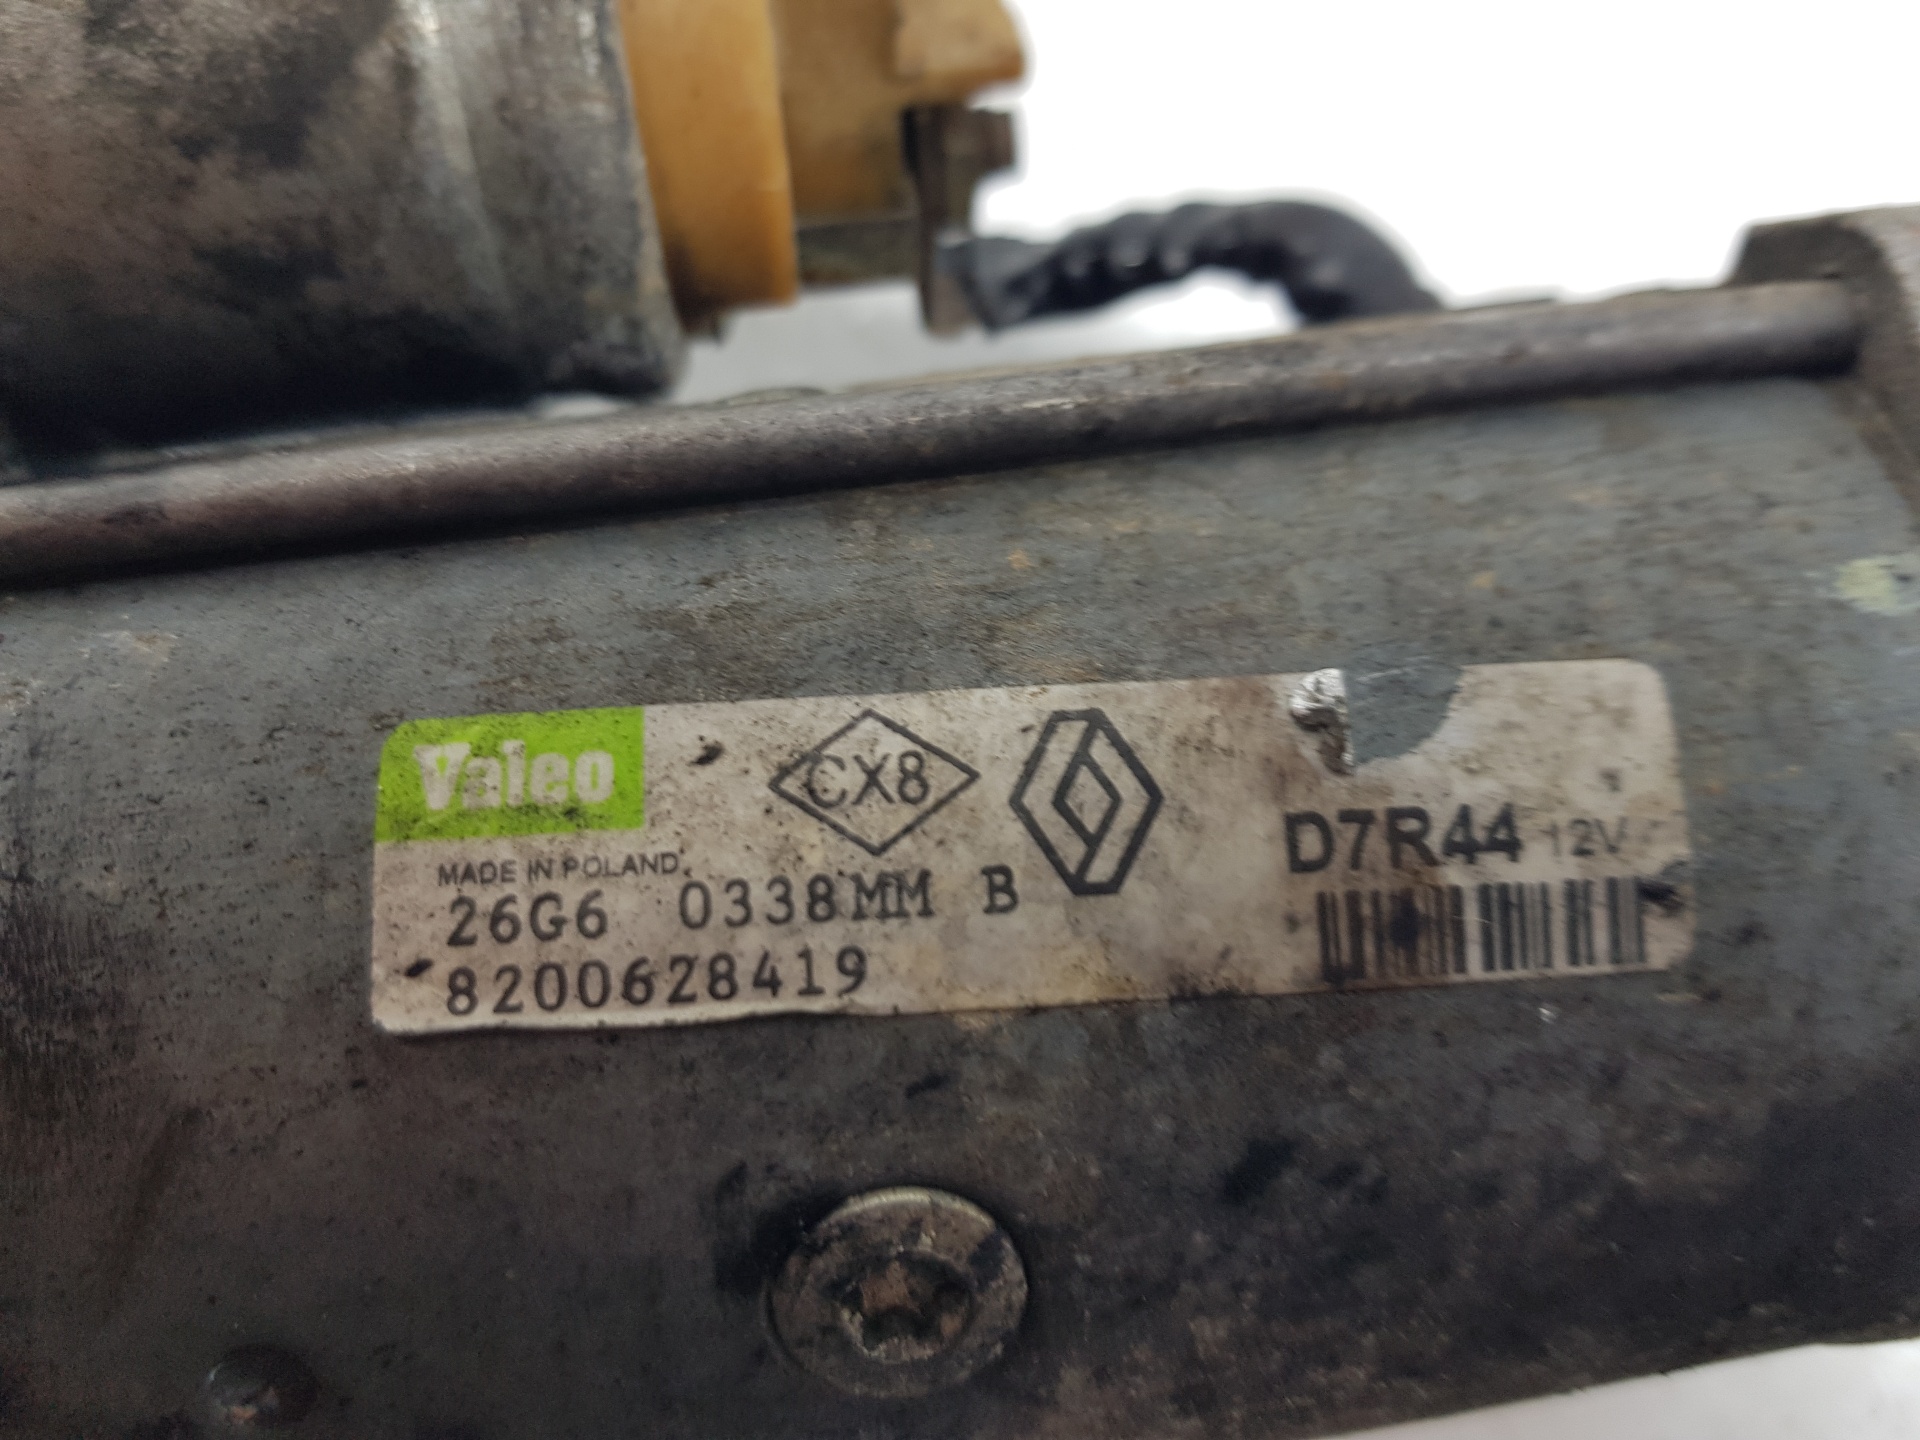 Valeo
CX8
D7R44 12V
MADE IN POLAND
26G6 0338MM B
8200628419